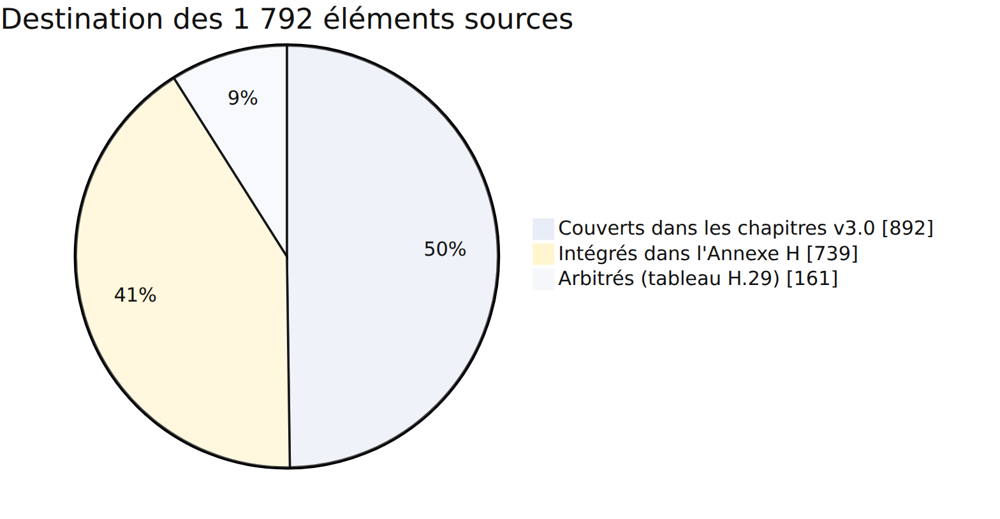 Destination des 1 792 éléments sources
9%
50%
41%
Couverts dans les chapitres v3.0 [892]
Intégrés dans l'Annexe H [739]
Arbitrés (tableau H.29) [161]